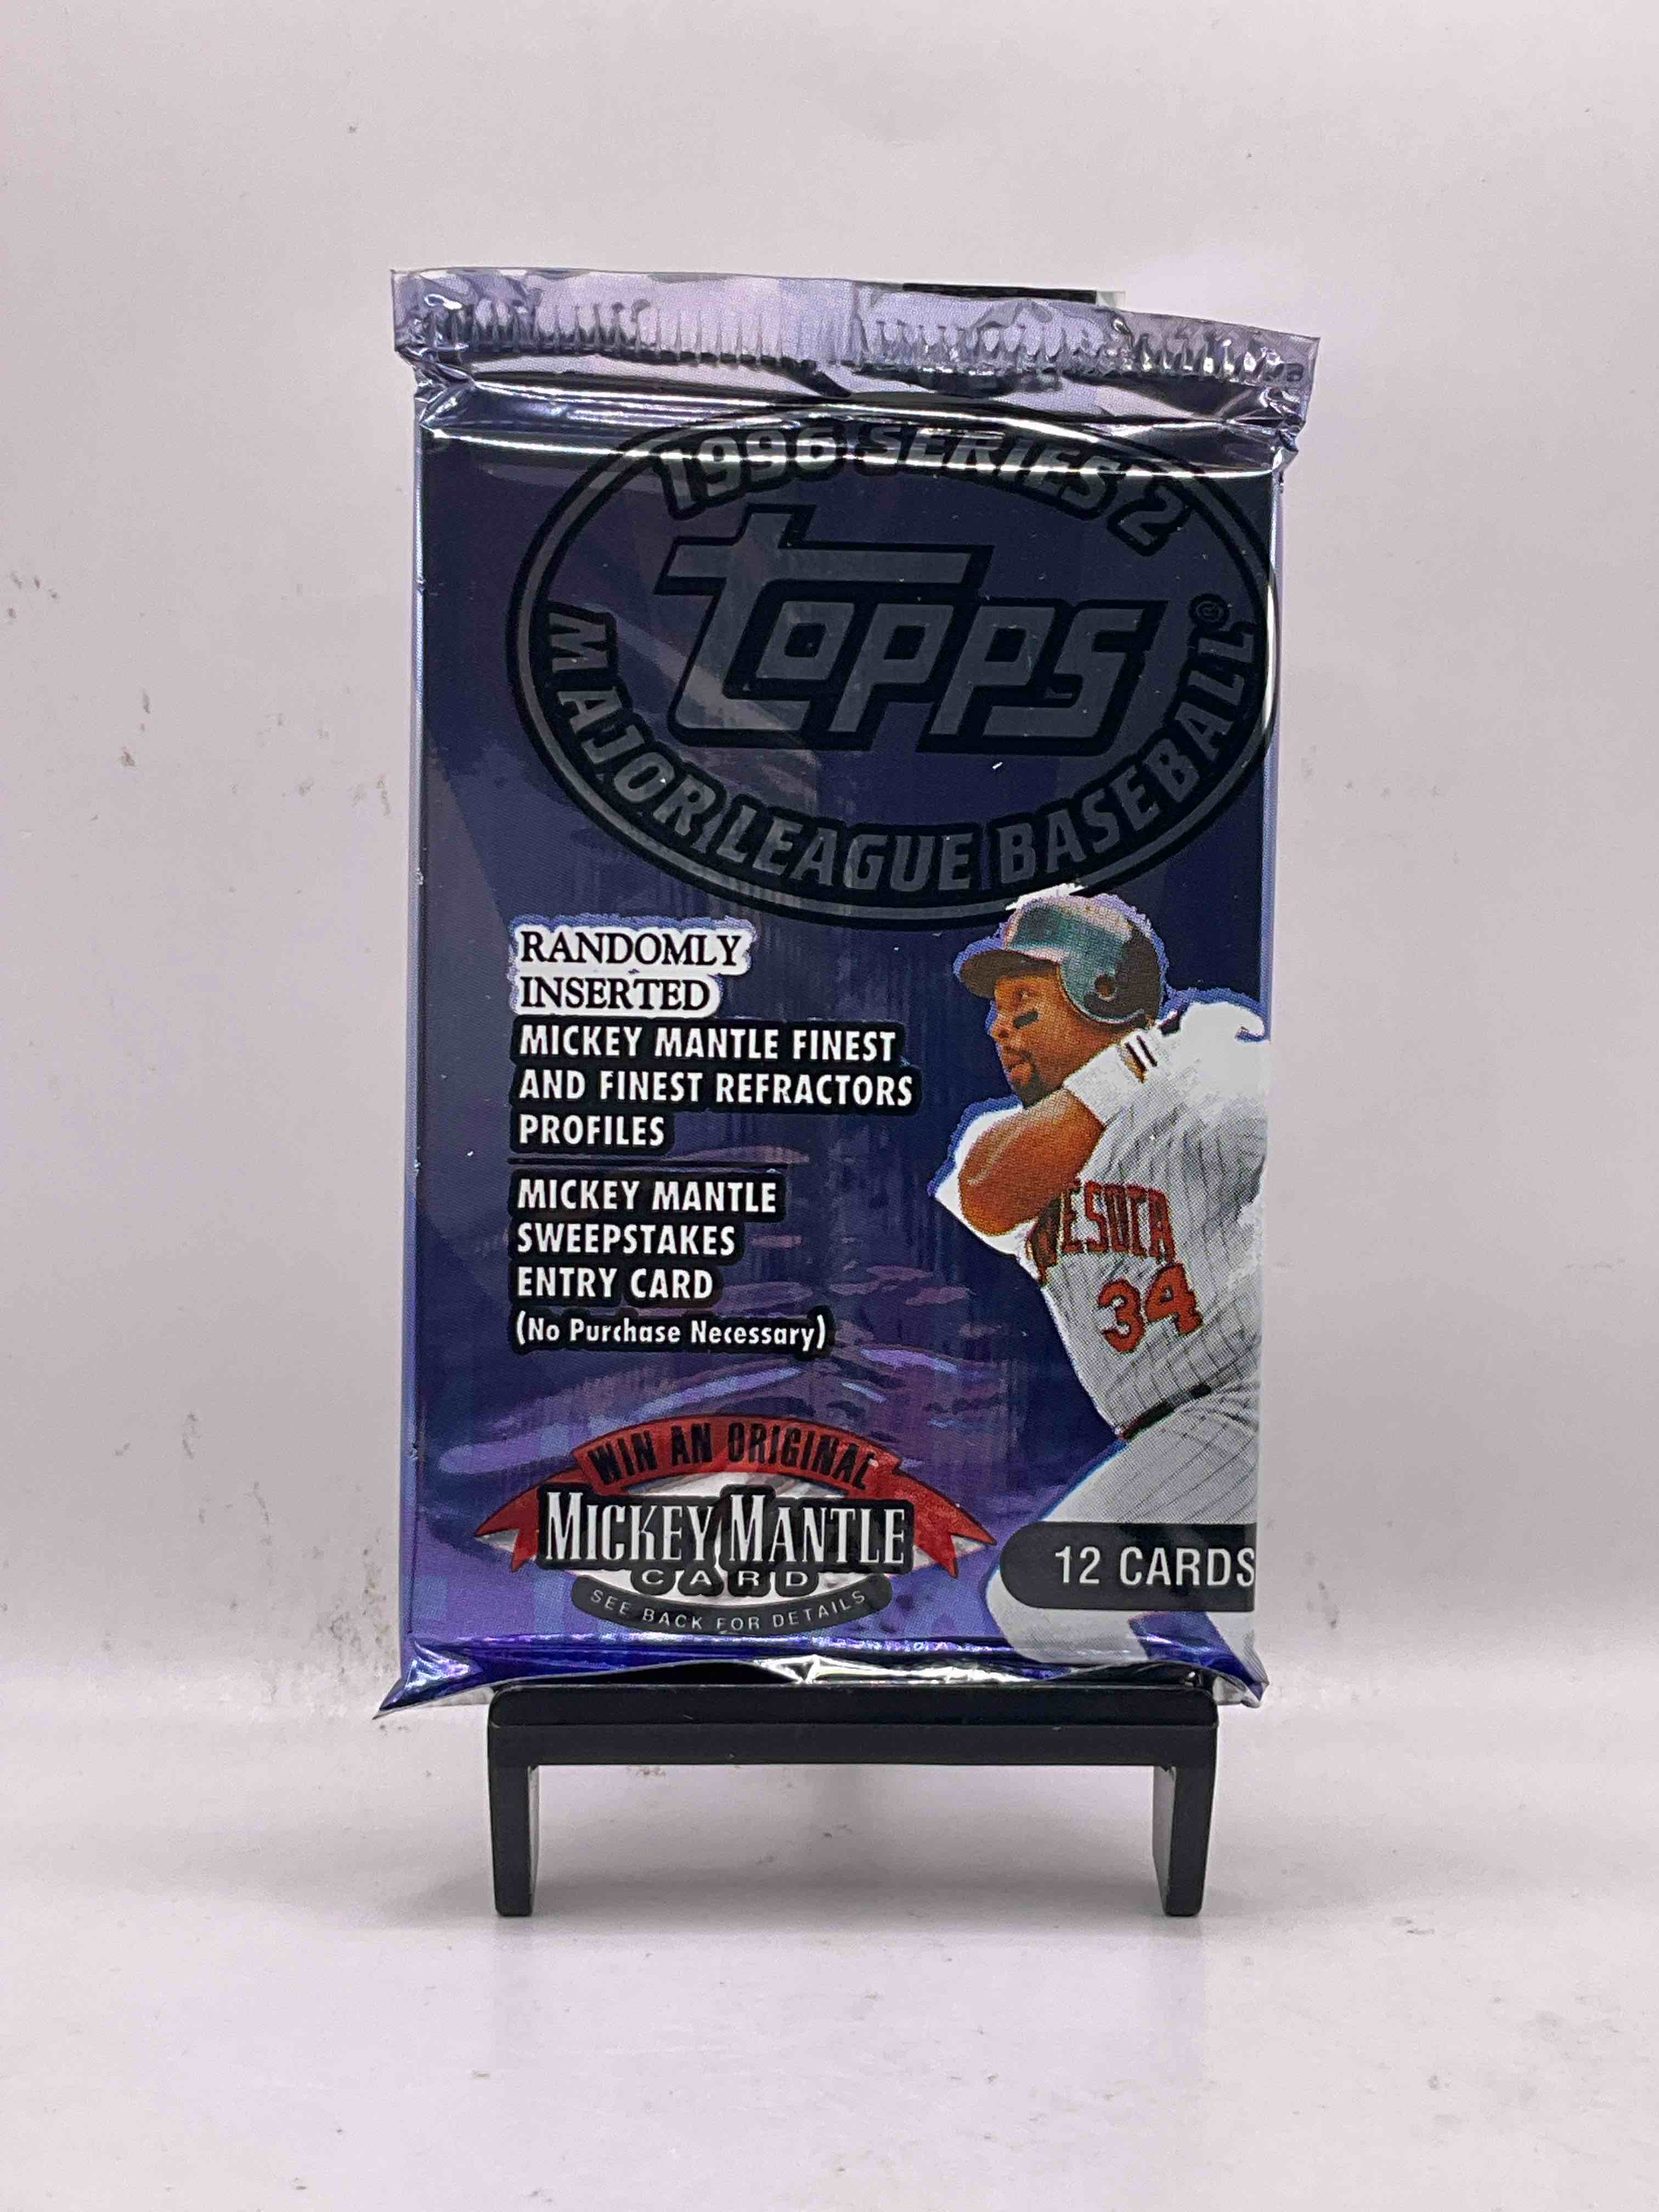 1996 SERIES 2
Topps
®
MAJOR LEAGUE BASEBALL
RANDOMLY
INSERTED
MICKEY MANTLE FINEST
AND FINEST REFRACTORS
PROFILES
MICKEY MANTLE
SWEEPSTAKES
ENTRY CARD
(No Purchase Necessary)
NESOTA
34
WIN AN ORIGINAL
MICKEY MANTLE
CARD
SEE BACK FOR DETAILS
12 CARDS